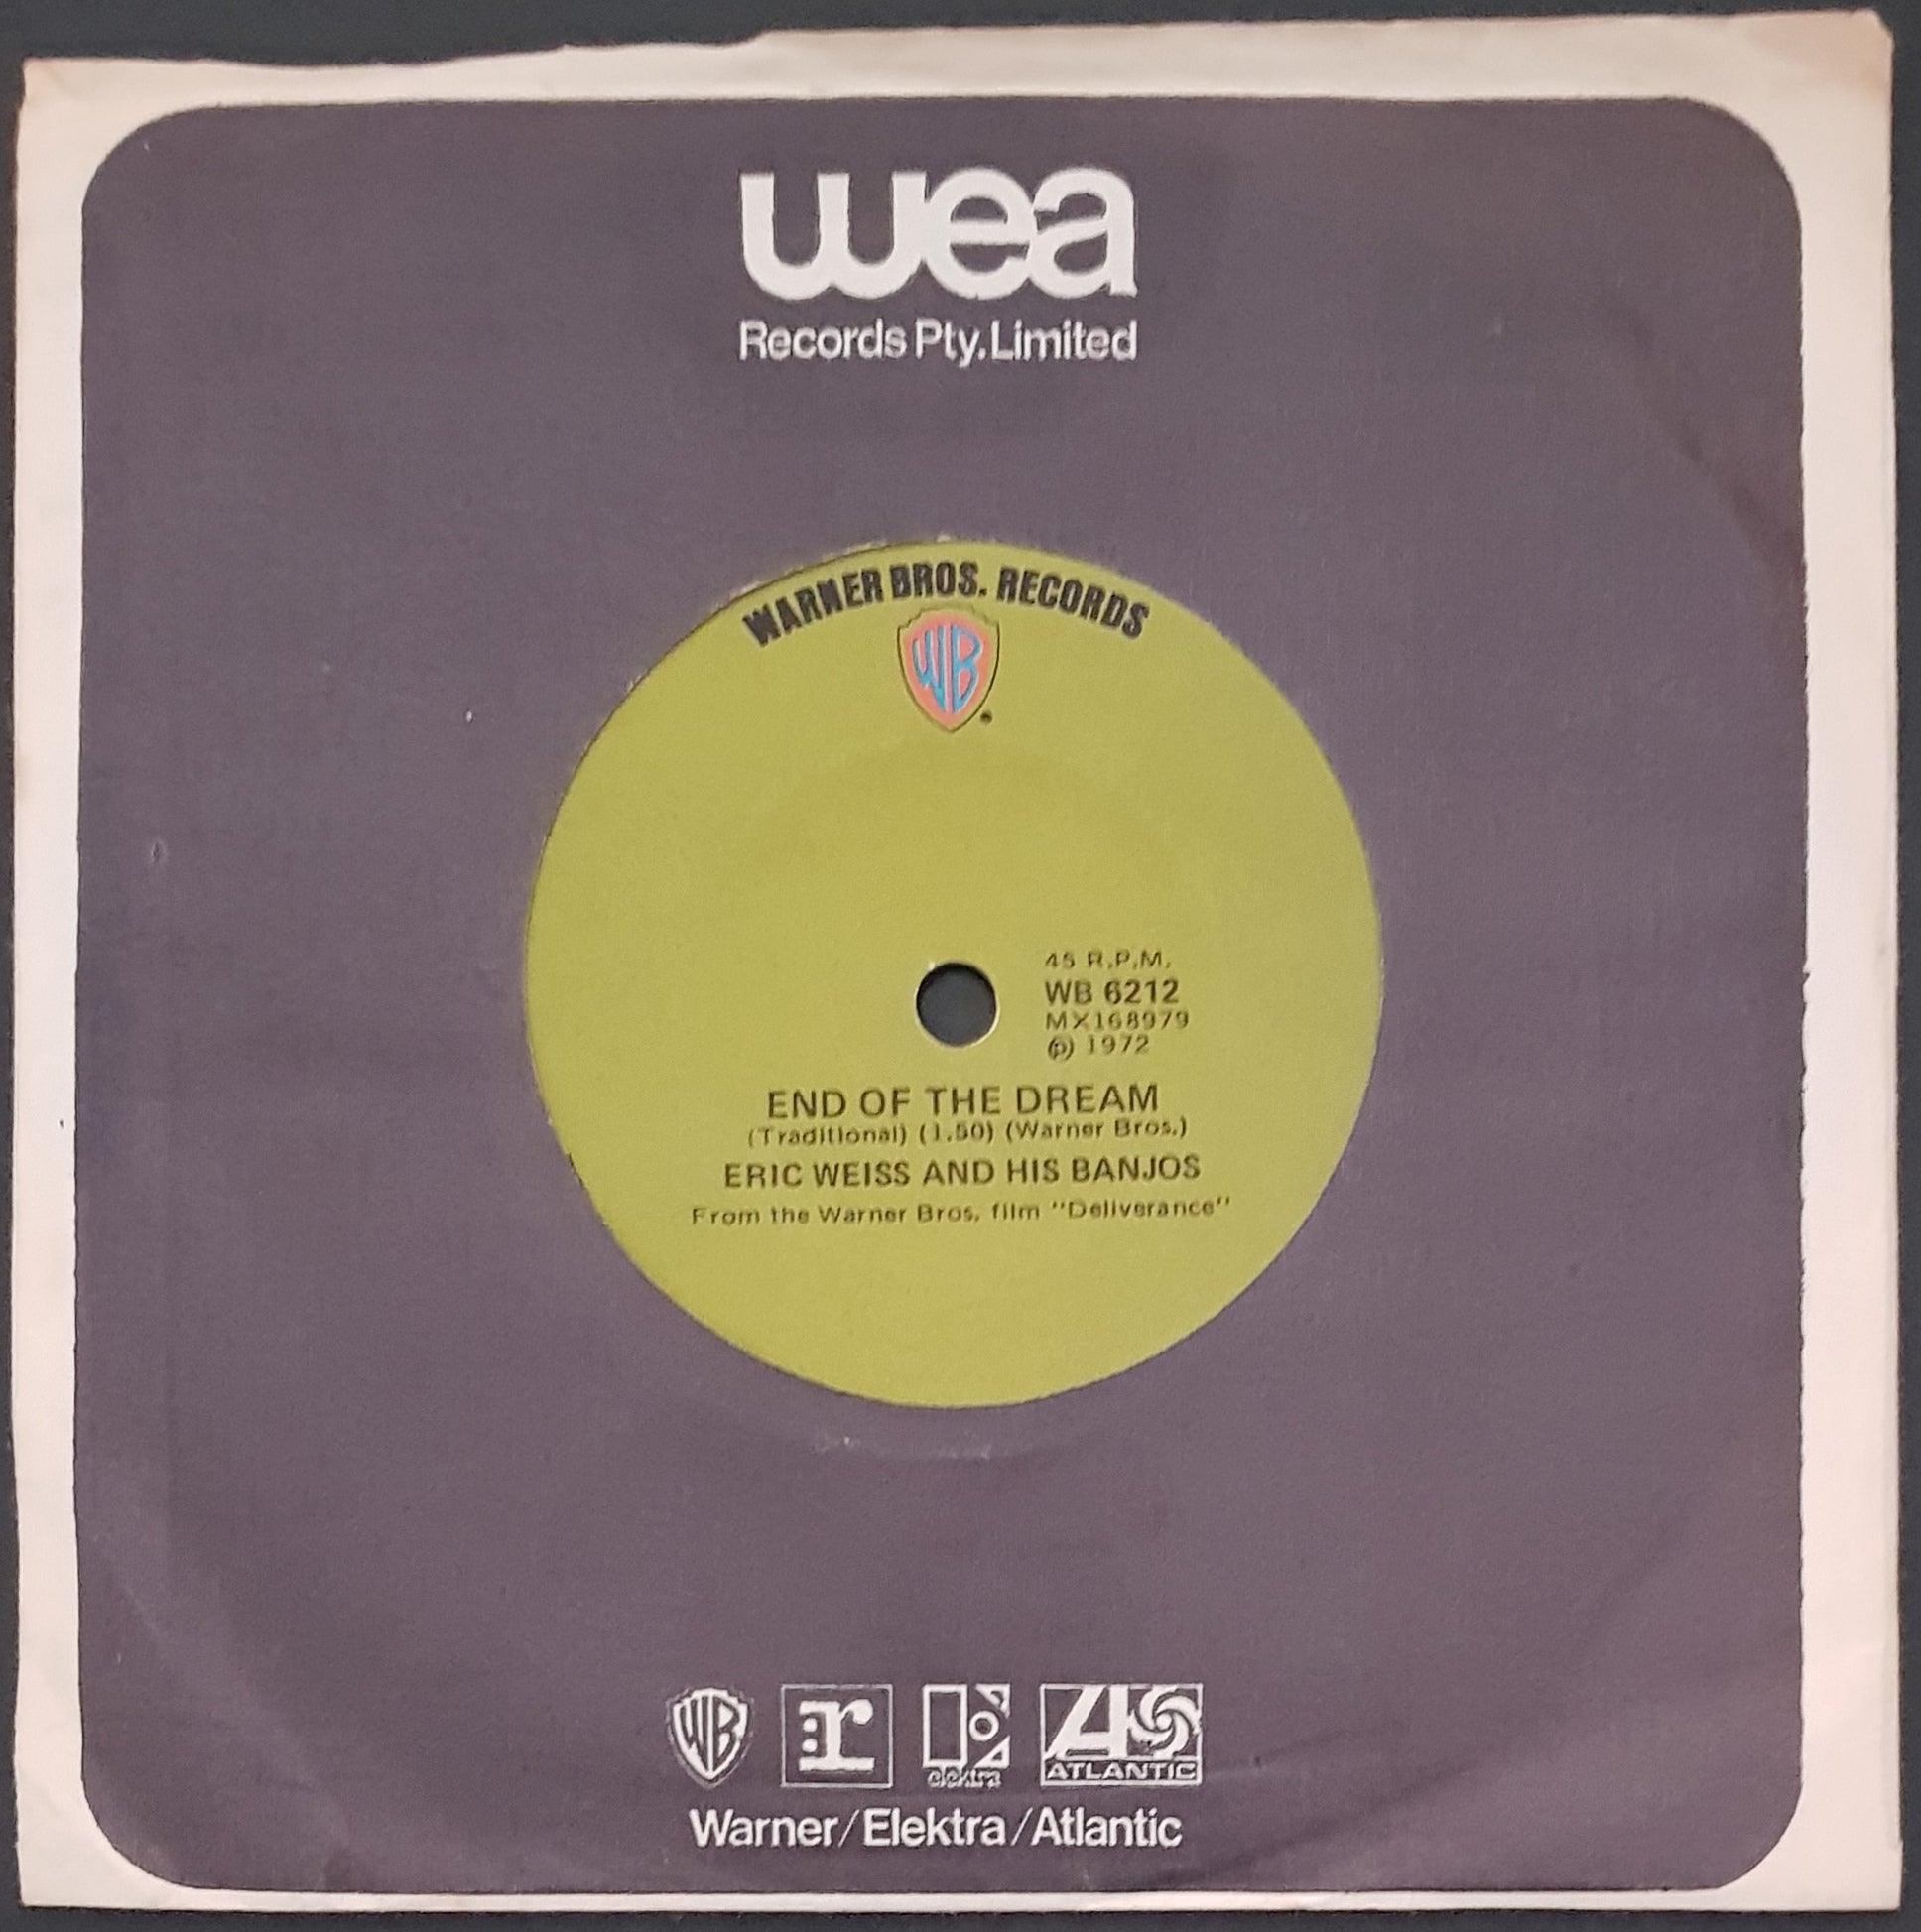 wea
Records Pty. Limited
WARNER BROS. RECORDS
WB
45 R.P.M.
WB 6212
MX168979
Ⓟ 1972
END OF THE DREAM
(Traditional) (1.50) (Warner Bros.)
ERIC WEISS AND HIS BANJOS
From the Warner Bros. film "Deliverance"
WB
r
elektra
ATLANTIC
Warner/Elektra/Atlantic